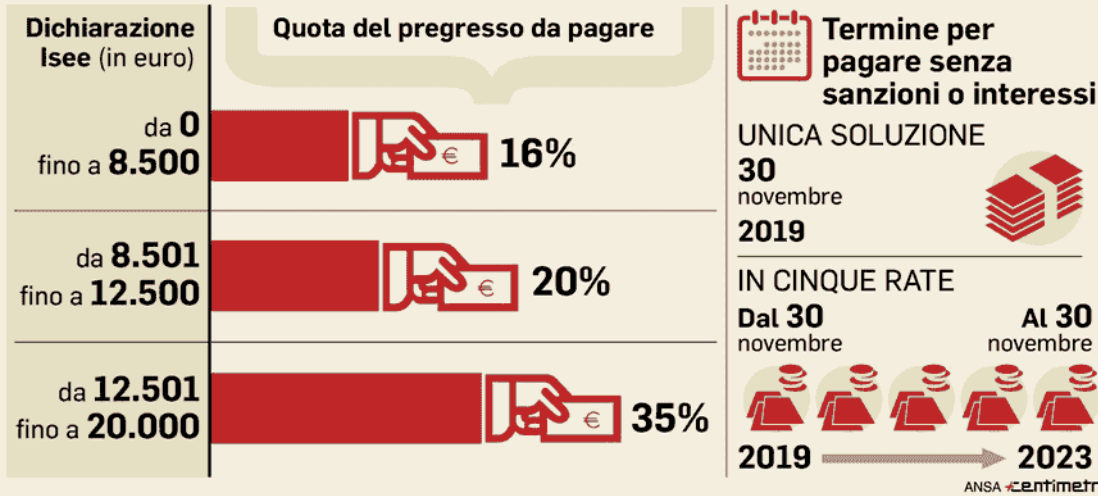 Dichiarazione
Isee (in euro)
Quota del pregresso da pagare
da 0
fino a 8.500
€
16%
da 8.501
fino a 12.500
€
20%
da 12.501
fino a 20.000
€
35%
Termine per
pagare senza
sanzioni o interessi
UNICA SOLUZIONE
30
novembre
2019
IN CINQUE RATE
Dal 30 Al 30
novembre novembre
2019 2023
ANSA centimetr